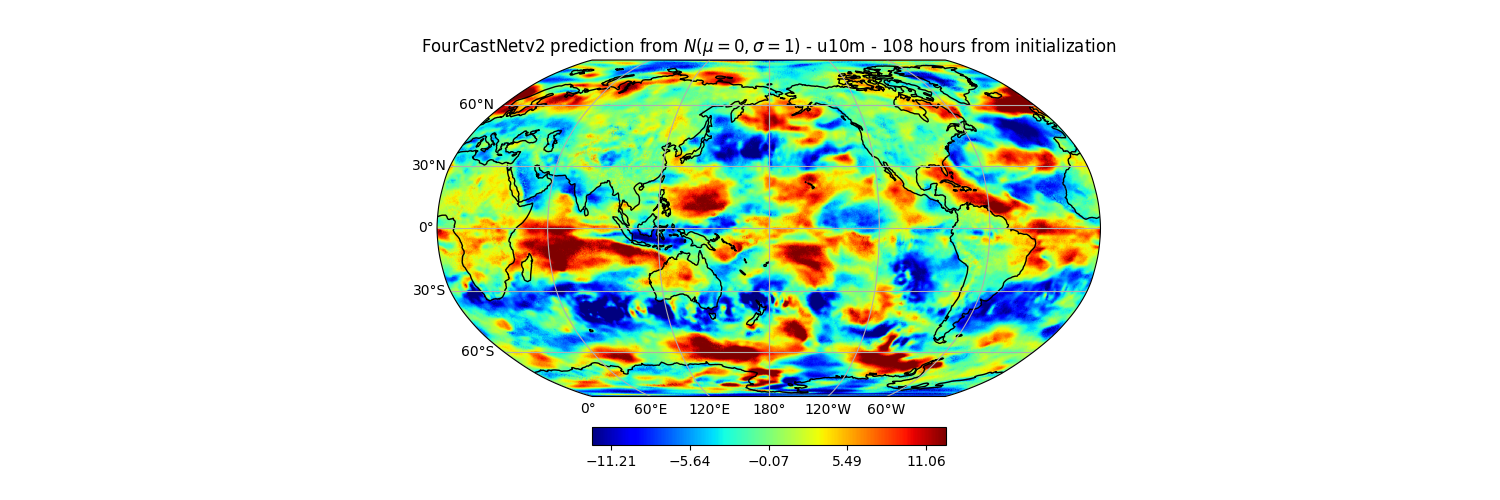 FourCastNetv2 prediction from N(μ = 0, σ = 1) - u10m - 108 hours from initialization
60°N
30°N
0°
30°S
60°S
0° 60°E 120°E 180° 120°W 60°W
−11.21 −5.64 −0.07 5.49 11.06